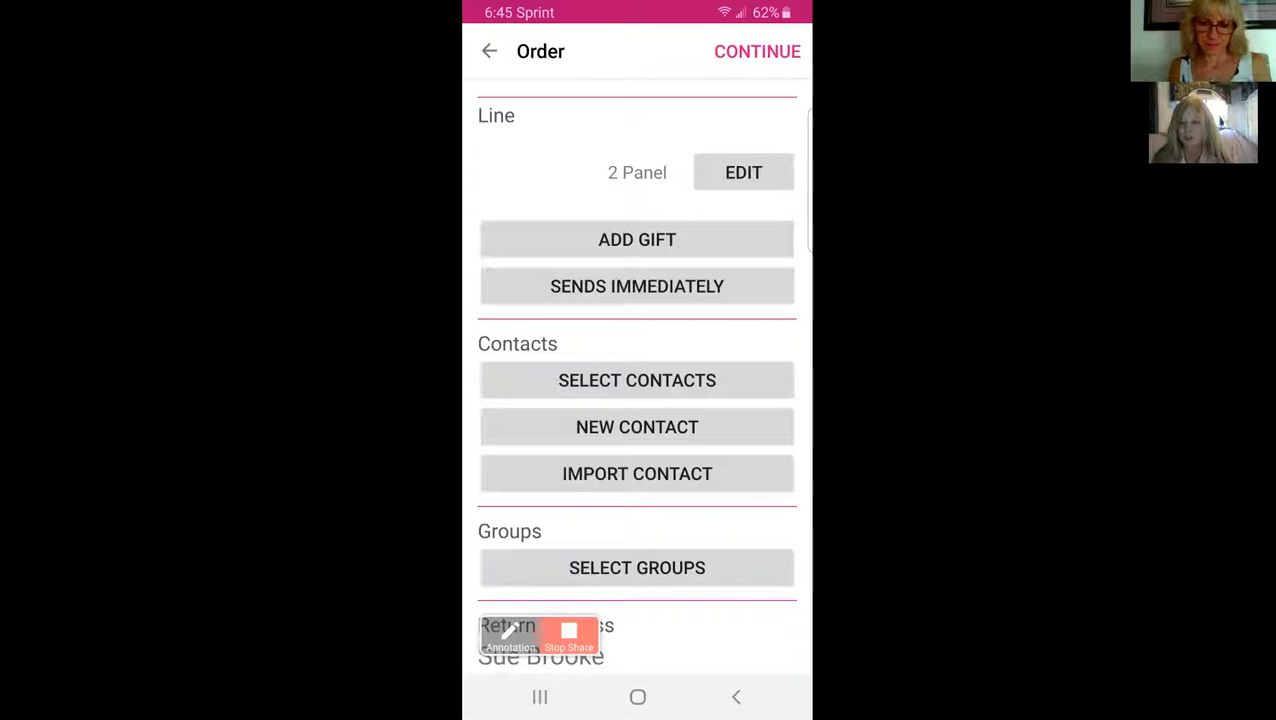 6:45 Sprint 62%
Order CONTINUE
Line
2 Panel EDIT
ADD GIFT
SENDS IMMEDIATELY
Contacts
SELECT CONTACTS
NEW CONTACT
IMPORT CONTACT
Groups
SELECT GROUPS
Return ss
Annotation Stop Share
Sue Brooke